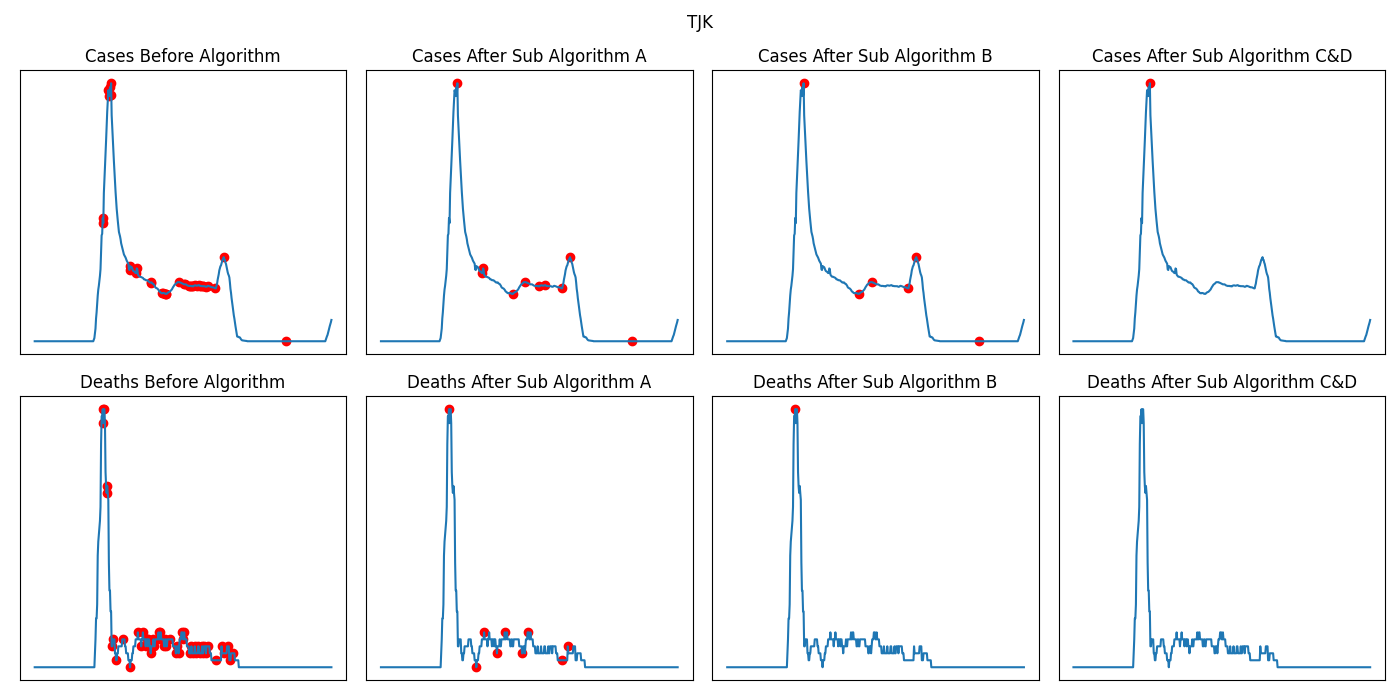 TJK
Cases Before Algorithm
Cases After Sub Algorithm A
Cases After Sub Algorithm B
Cases After Sub Algorithm C&D
Deaths Before Algorithm
Deaths After Sub Algorithm A
Deaths After Sub Algorithm B
Deaths After Sub Algorithm C&D